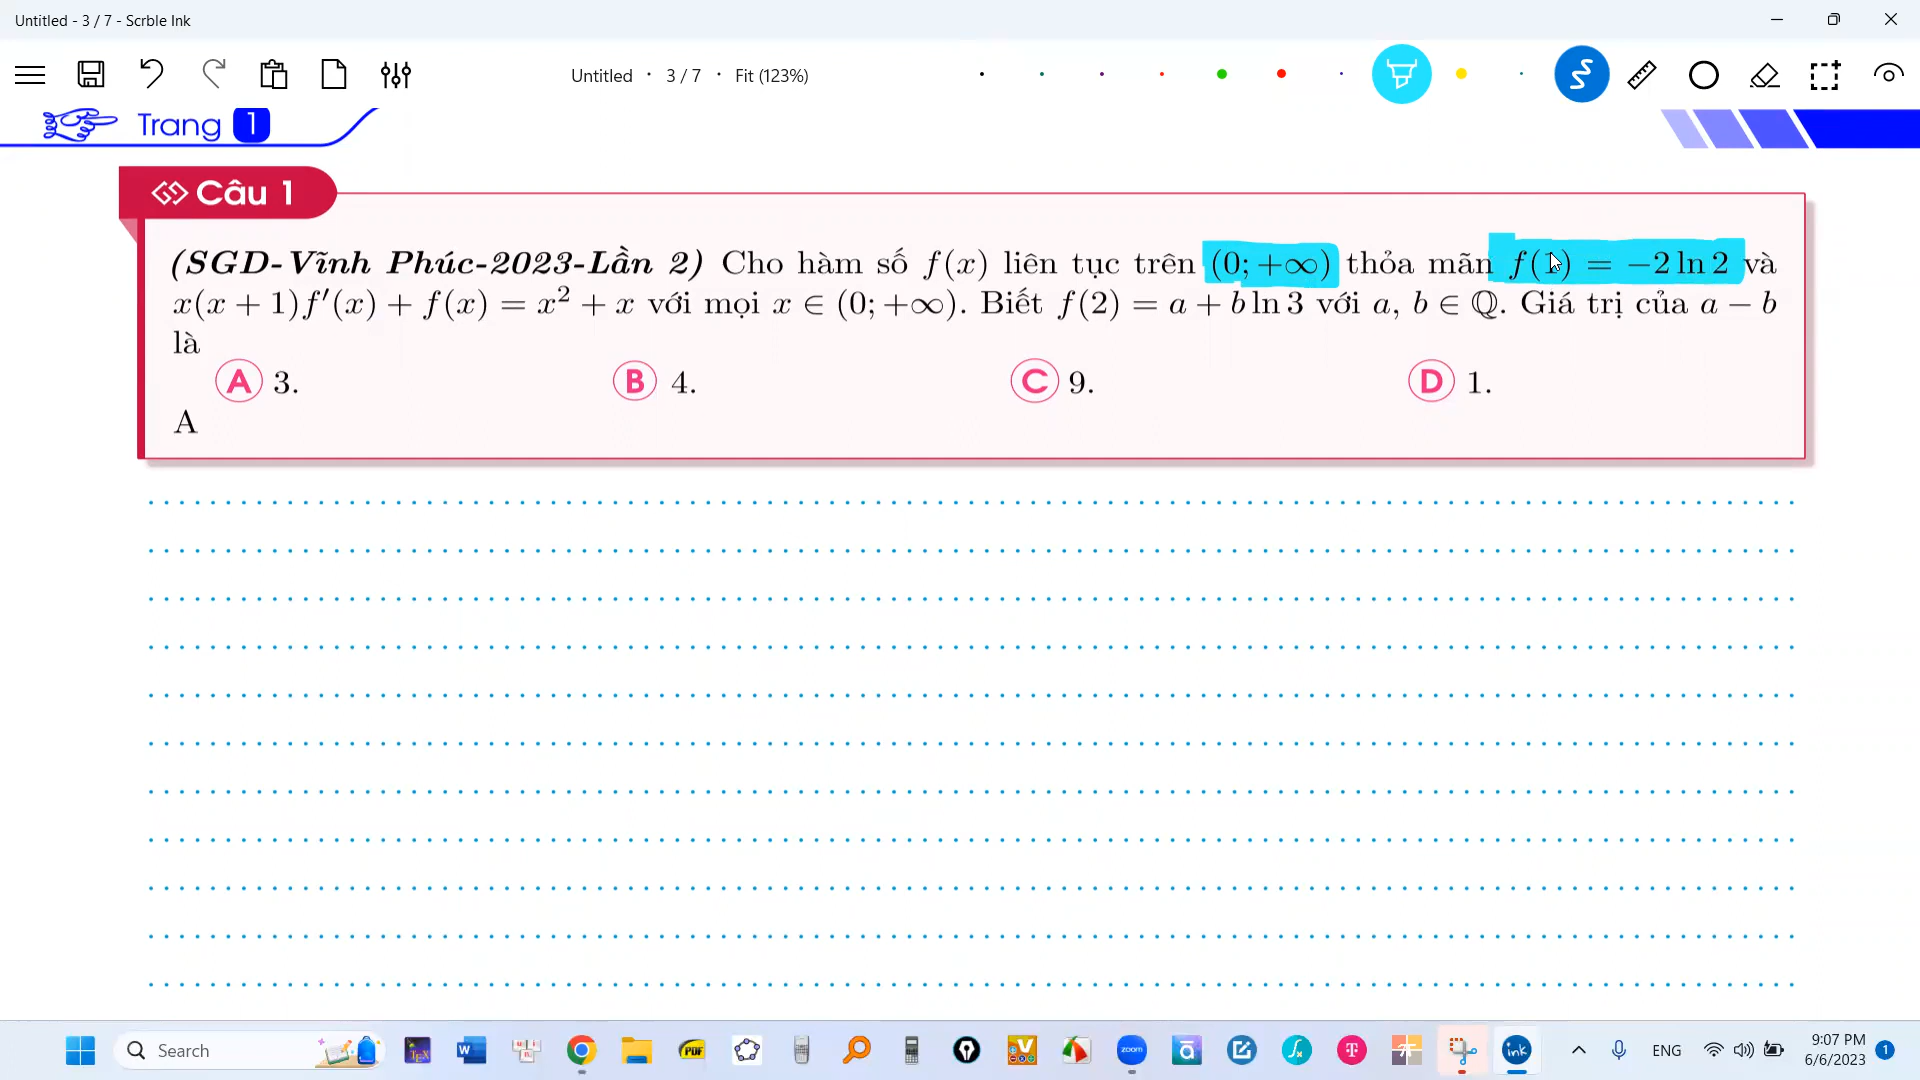 Untitled - 3 / 7 - Scrble Ink
Untitled • 3 / 7 • Fit (123%)
Trang 1
Câu 1
(SGD-Vĩnh Phúc-2023-Lần 2) Cho hàm số f(x) liên tục trên (0; +∞) thỏa mãn f(1) = −2 ln 2 và
x(x + 1)f′(x) + f(x) = x² + x với mọi x ∈ (0; +∞). Biết f(2) = a + b ln 3 với a, b ∈ ℚ. Giá trị của a − b
là
A 3. B 4. C 9. D 1.
A
Search
zoom
ink
ENG
9:07 PM
6/6/2023
1